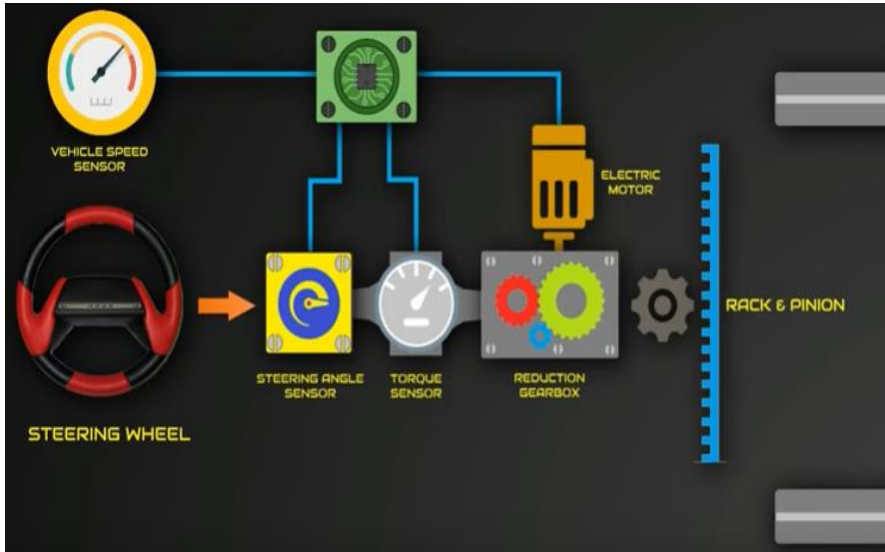 VEHICLE SPEED
SENSOR
ELECTRIC
MOTOR
RACK & PINION
STEERING ANGLE
SENSOR
TORQUE
SENSOR
REDUCTION
GEARBOX
STEERING WHEEL